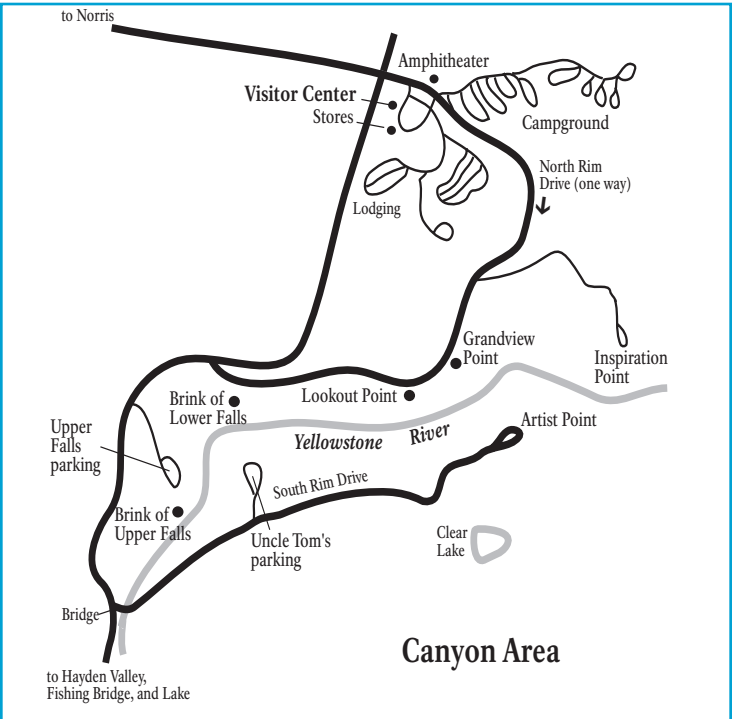 to Norris
Amphitheater
Visitor Center
Stores
Campground
North Rim
Drive (one way)
Lodging
Grandview
Point
Inspiration
Point
Brink of
Lower Falls
Lookout Point
Upper
Falls
parking
Yellowstone River
Artist Point
South Rim Drive
Brink of
Upper Falls
Uncle Tom's
parking
Clear
Lake
Bridge
Canyon Area
to Hayden Valley,
Fishing Bridge, and Lake